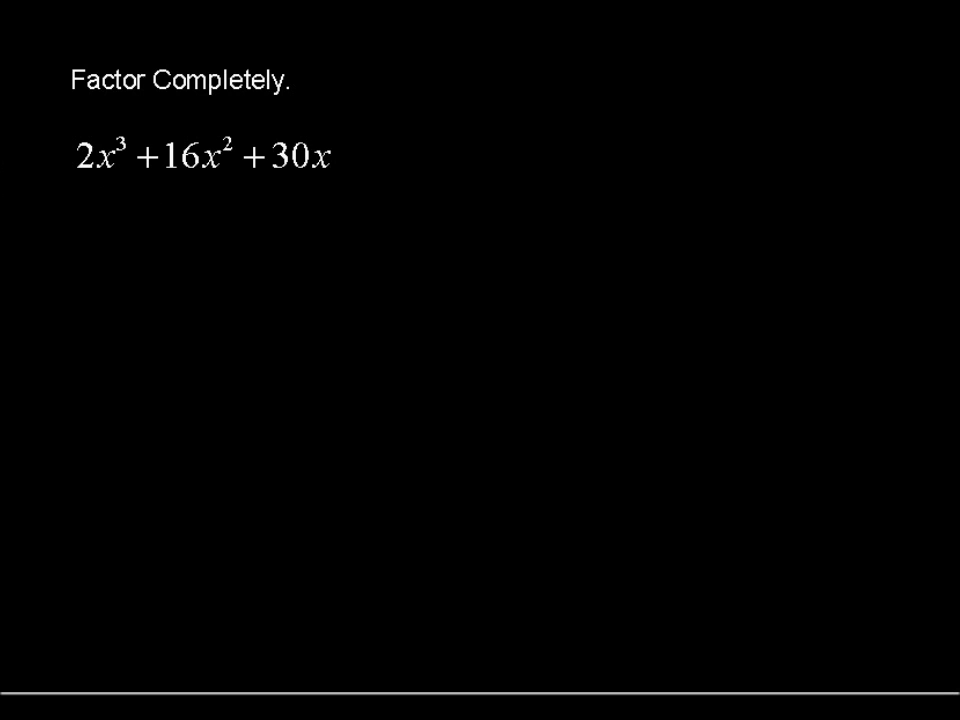 Factor Completely.
2x³ +16x² +30x